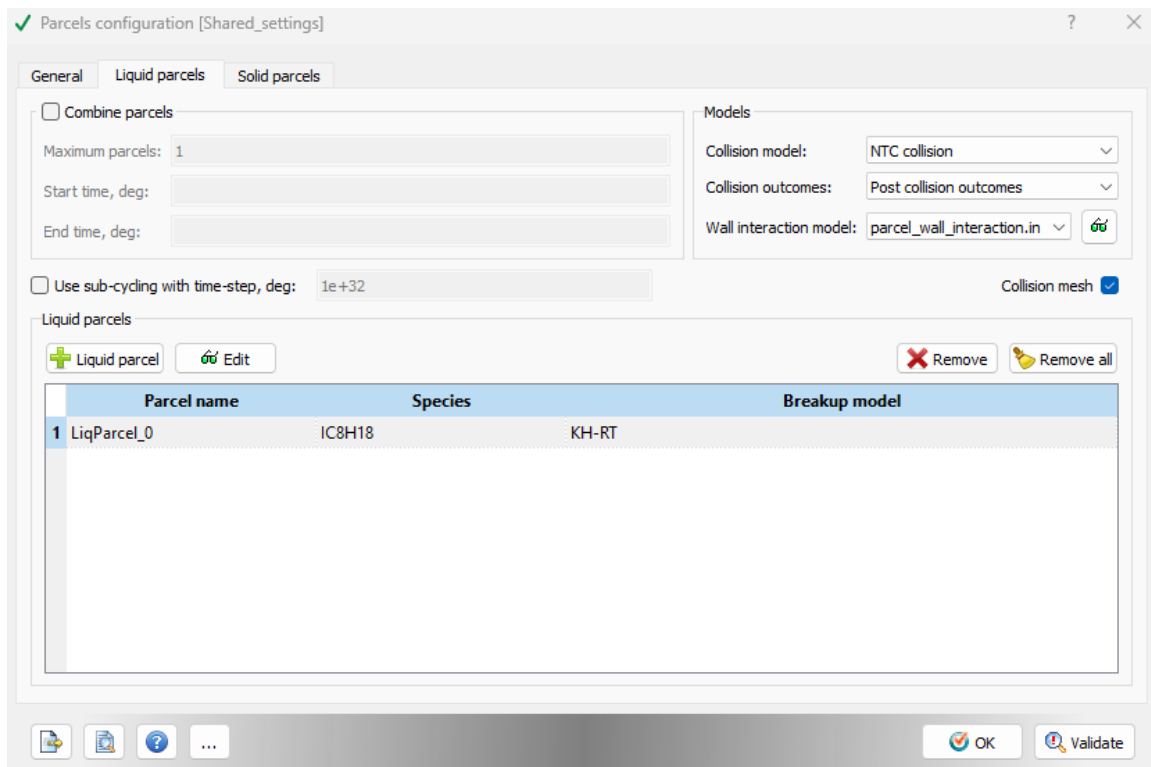 Parcels configuration [Shared_settings]
?
General Liquid parcels Solid parcels
Combine parcels
Maximum parcels: 1
Start time, deg:
End time, deg:
Models
Collision model: NTC collision
Collision outcomes: Post collision outcomes
Wall interaction model: parcel_wall_interaction.in
Use sub-cycling with time-step, deg: 1e+32
Collision mesh
Liquid parcels
Liquid parcel Edit Remove Remove all
Parcel name Species Breakup model
1 LiqParcel_0 IC8H18 KH-RT
? ... OK Validate